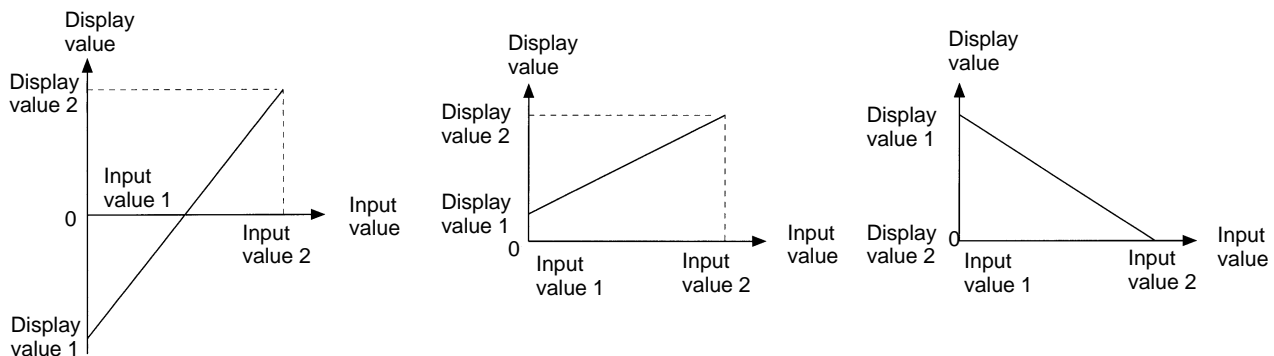 Display
value
Display
value 2
Input
value 1
0
Input
value
Input
value 2
Display
value 1
Display
value
Display
value 2
Display
value 1
0
Input
value
Input
value 1
Input
value 2
Display
value
Display
value 1
Display
value 2
0
Input
value
Input
value 1
Input
value 2